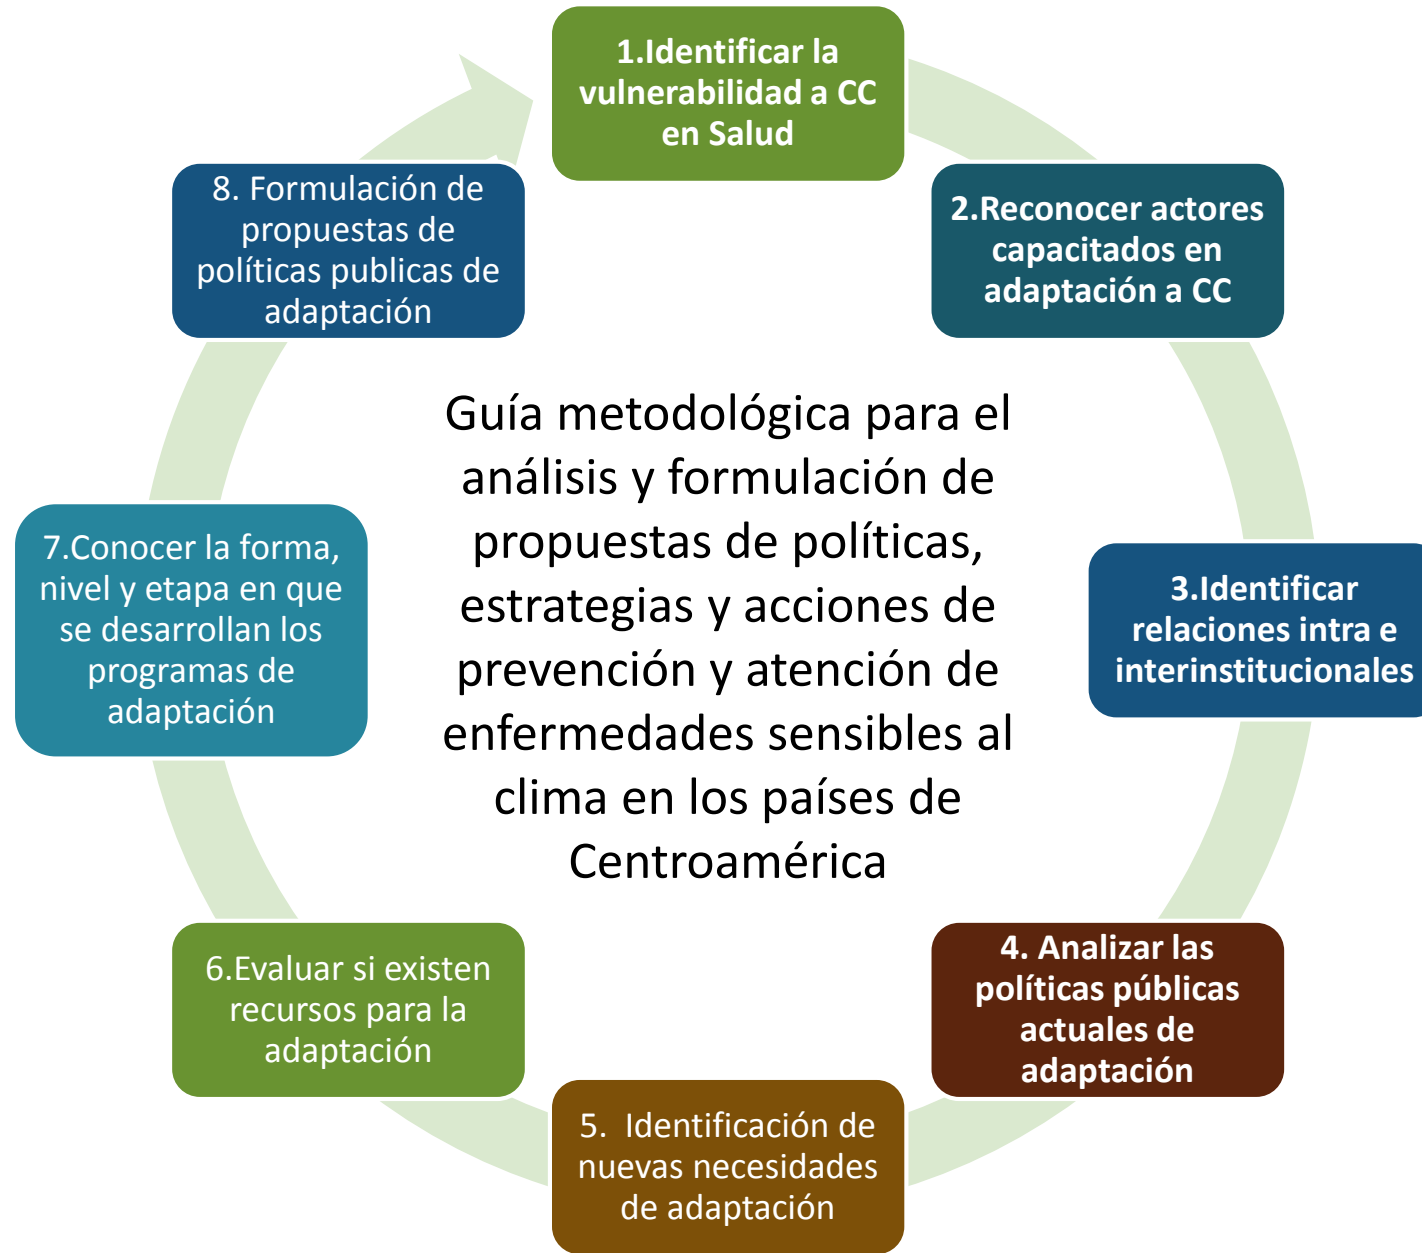 1.Identificar la
vulnerabilidad a CC
en Salud
2.Reconocer actores
capacitados en
adaptación a CC
3.Identificar
relaciones intra e
interinstitucionales
4. Analizar las
políticas públicas
actuales de
adaptación
5. Identificación de
nuevas necesidades
de adaptación
6.Evaluar si existen
recursos para la
adaptación
7.Conocer la forma,
nivel y etapa en que
se desarrollan los
programas de
adaptación
8. Formulación de
propuestas de
políticas publicas de
adaptación
Guía metodológica para el
análisis y formulación de
propuestas de políticas,
estrategias y acciones de
prevención y atención de
enfermedades sensibles al
clima en los países de
Centroamérica